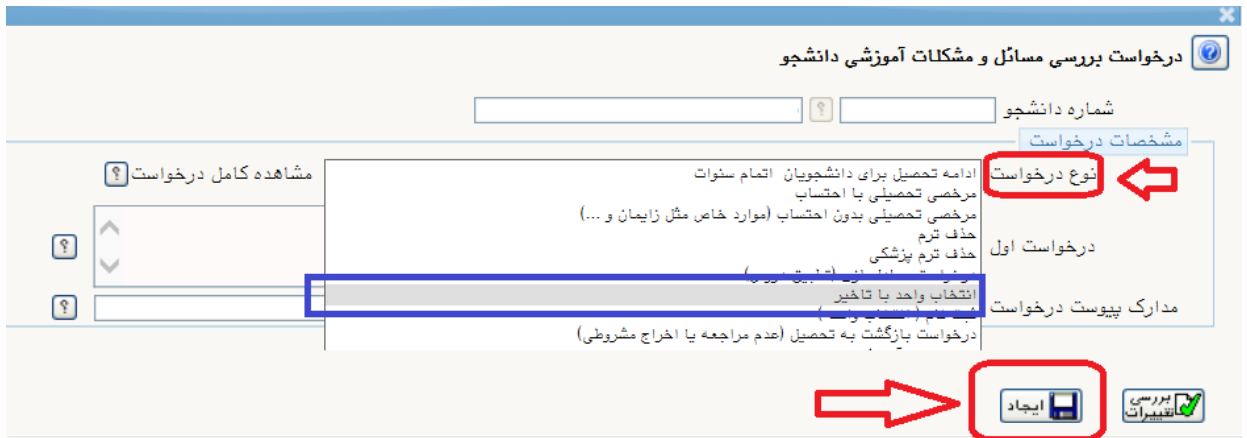 درخواست بررسی مسائل و مشکلات آموزشی دانشجو
شماره دانشجو
مشخصات درخواست
نوع درخواست
ادامه تحصیل برای دانشجویان اتمام سنوات
مشاهده کامل درخواست
مرخصی تحصیلی با احتساب
مرخصی تحصیلی بدون احتساب (موارد خاص مثل زایمان و ...)
حذف ترم
درخواست اول
حذف ترم پزشکی
انتخاب واحد با تاخیر
مدارک پیوست درخواست
درخواست بازگشت به تحصیل (عدم مراجعه یا اخراج مشروطی)
بررسی تغییرات
ایجاد